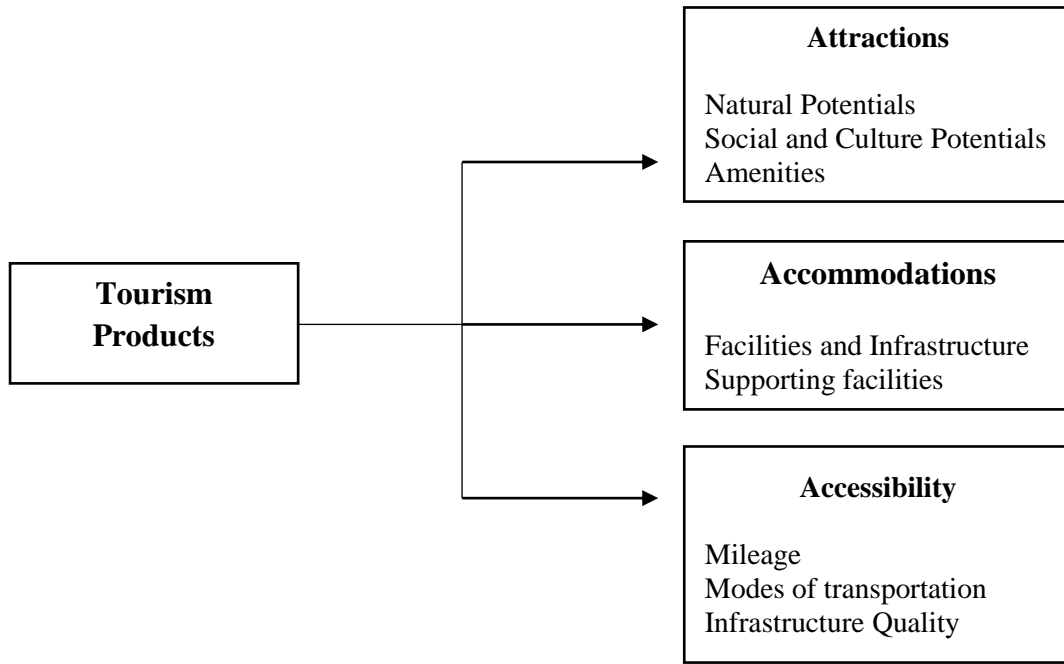 Attractions
Natural Potentials
Social and Culture Potentials
Amenities
Tourism
Products
Accommodations
Facilities and Infrastructure
Supporting facilities
Accessibility
Mileage
Modes of transportation
Infrastructure Quality